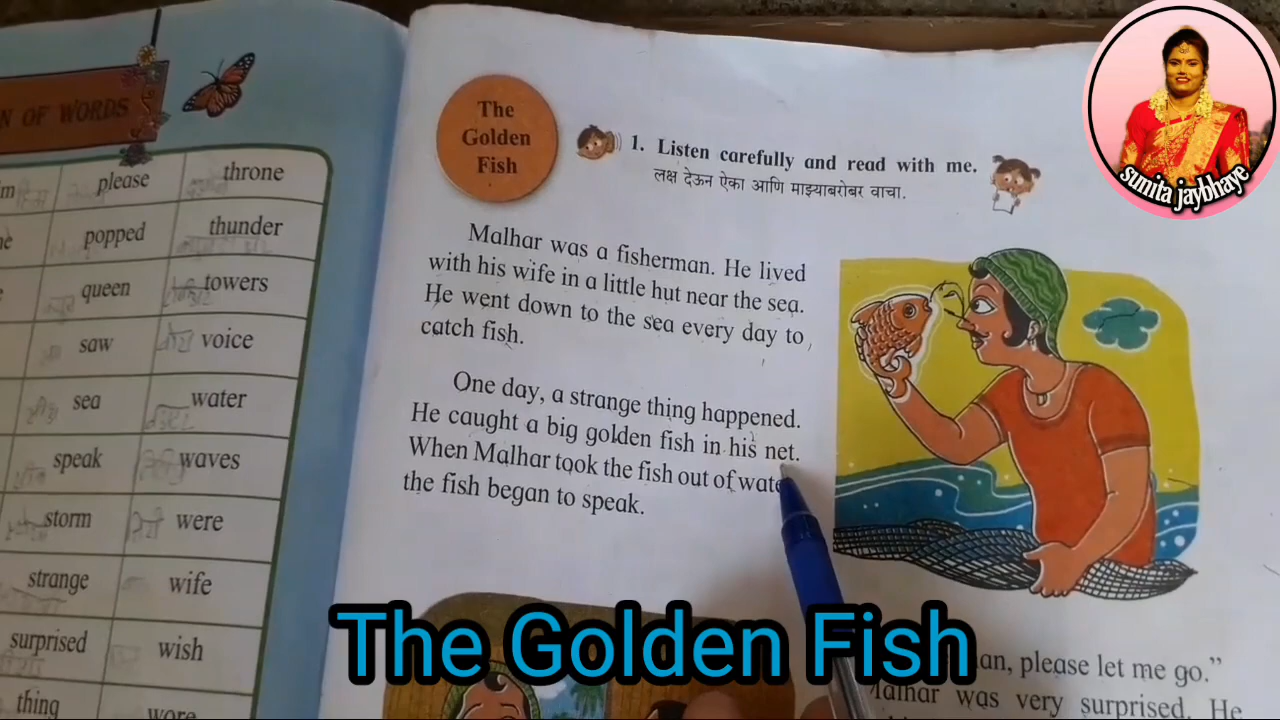 N OF WORDS
please
throne
popped
thunder
queen
towers
saw
voice
sea
water
speak
waves
storm
were
strange
wife
surprised
wish
thing
wore
The
Golden
Fish
1. Listen carefully and read with me.
लक्ष देऊन ऐका आणि माझ्याबरोबर वाचा.
Malhar was a fisherman. He lived
with his wife in a little hut near the sea.
He went down to the sea every day to
catch fish.
One day, a strange thing happened.
He caught a big golden fish in his net.
When Malhar took the fish out of wate
the fish began to speak.
an, please let me go.”
Malhar was very surprised. He
sunita jaybhaye
The Golden Fish